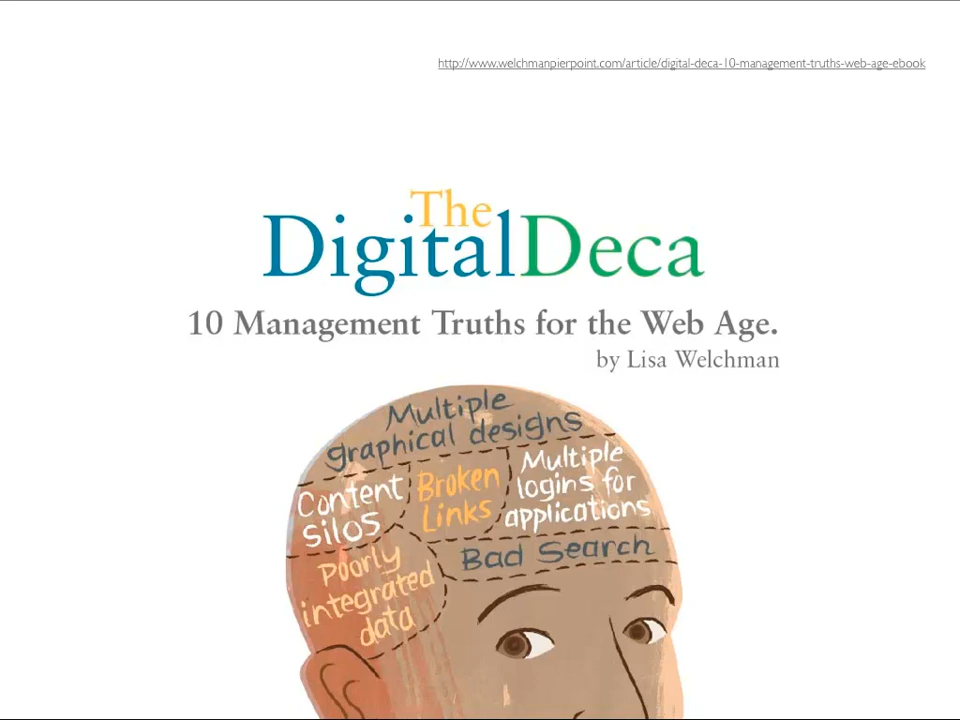 http://www.welchmanpierpoint.com/article/digital-deca-10-management-truths-web-age-ebook
The
DigitalDeca
10 Management Truths for the Web Age.
by Lisa Welchman
Multiple
graphical designs
Content
Silos
Broken
Links
Multiple
logins for
applications
Bad Search
Poorly
integrated
data